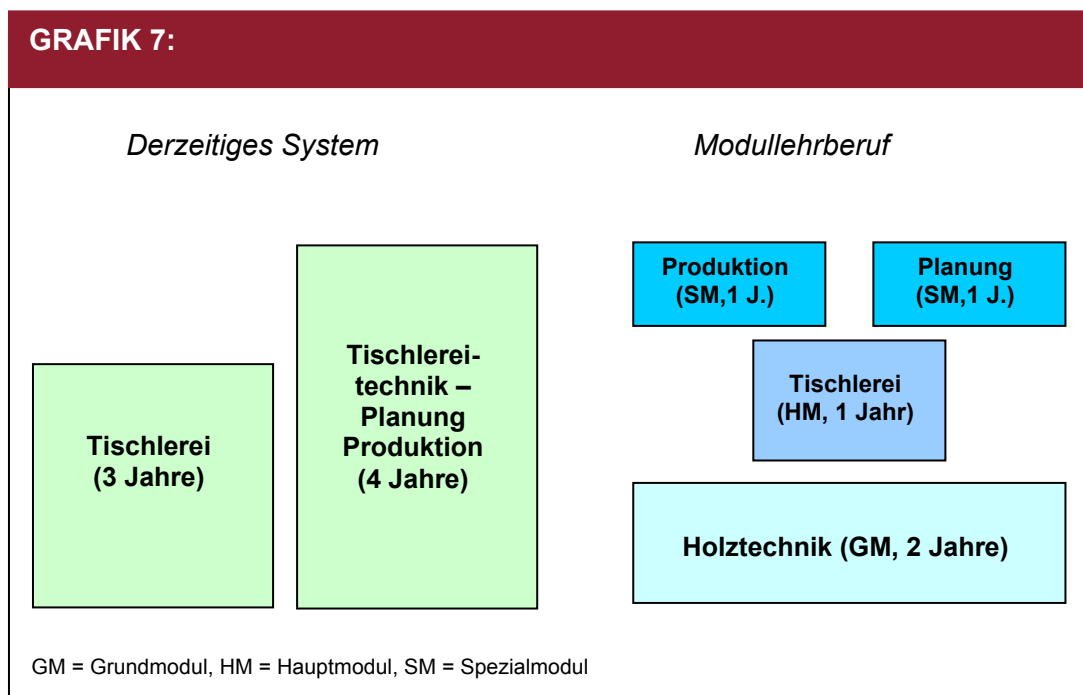 GRAFIK 7:
Derzeitiges System
Modullehrberuf
Tischlerei
(3 Jahre)
Tischlerei-
technik –
Planung
Produktion
(4 Jahre)
Produktion
(SM,1 J.)
Planung
(SM,1 J.)
Tischlerei
(HM, 1 Jahr)
Holztechnik (GM, 2 Jahre)
GM = Grundmodul, HM = Hauptmodul, SM = Spezialmodul